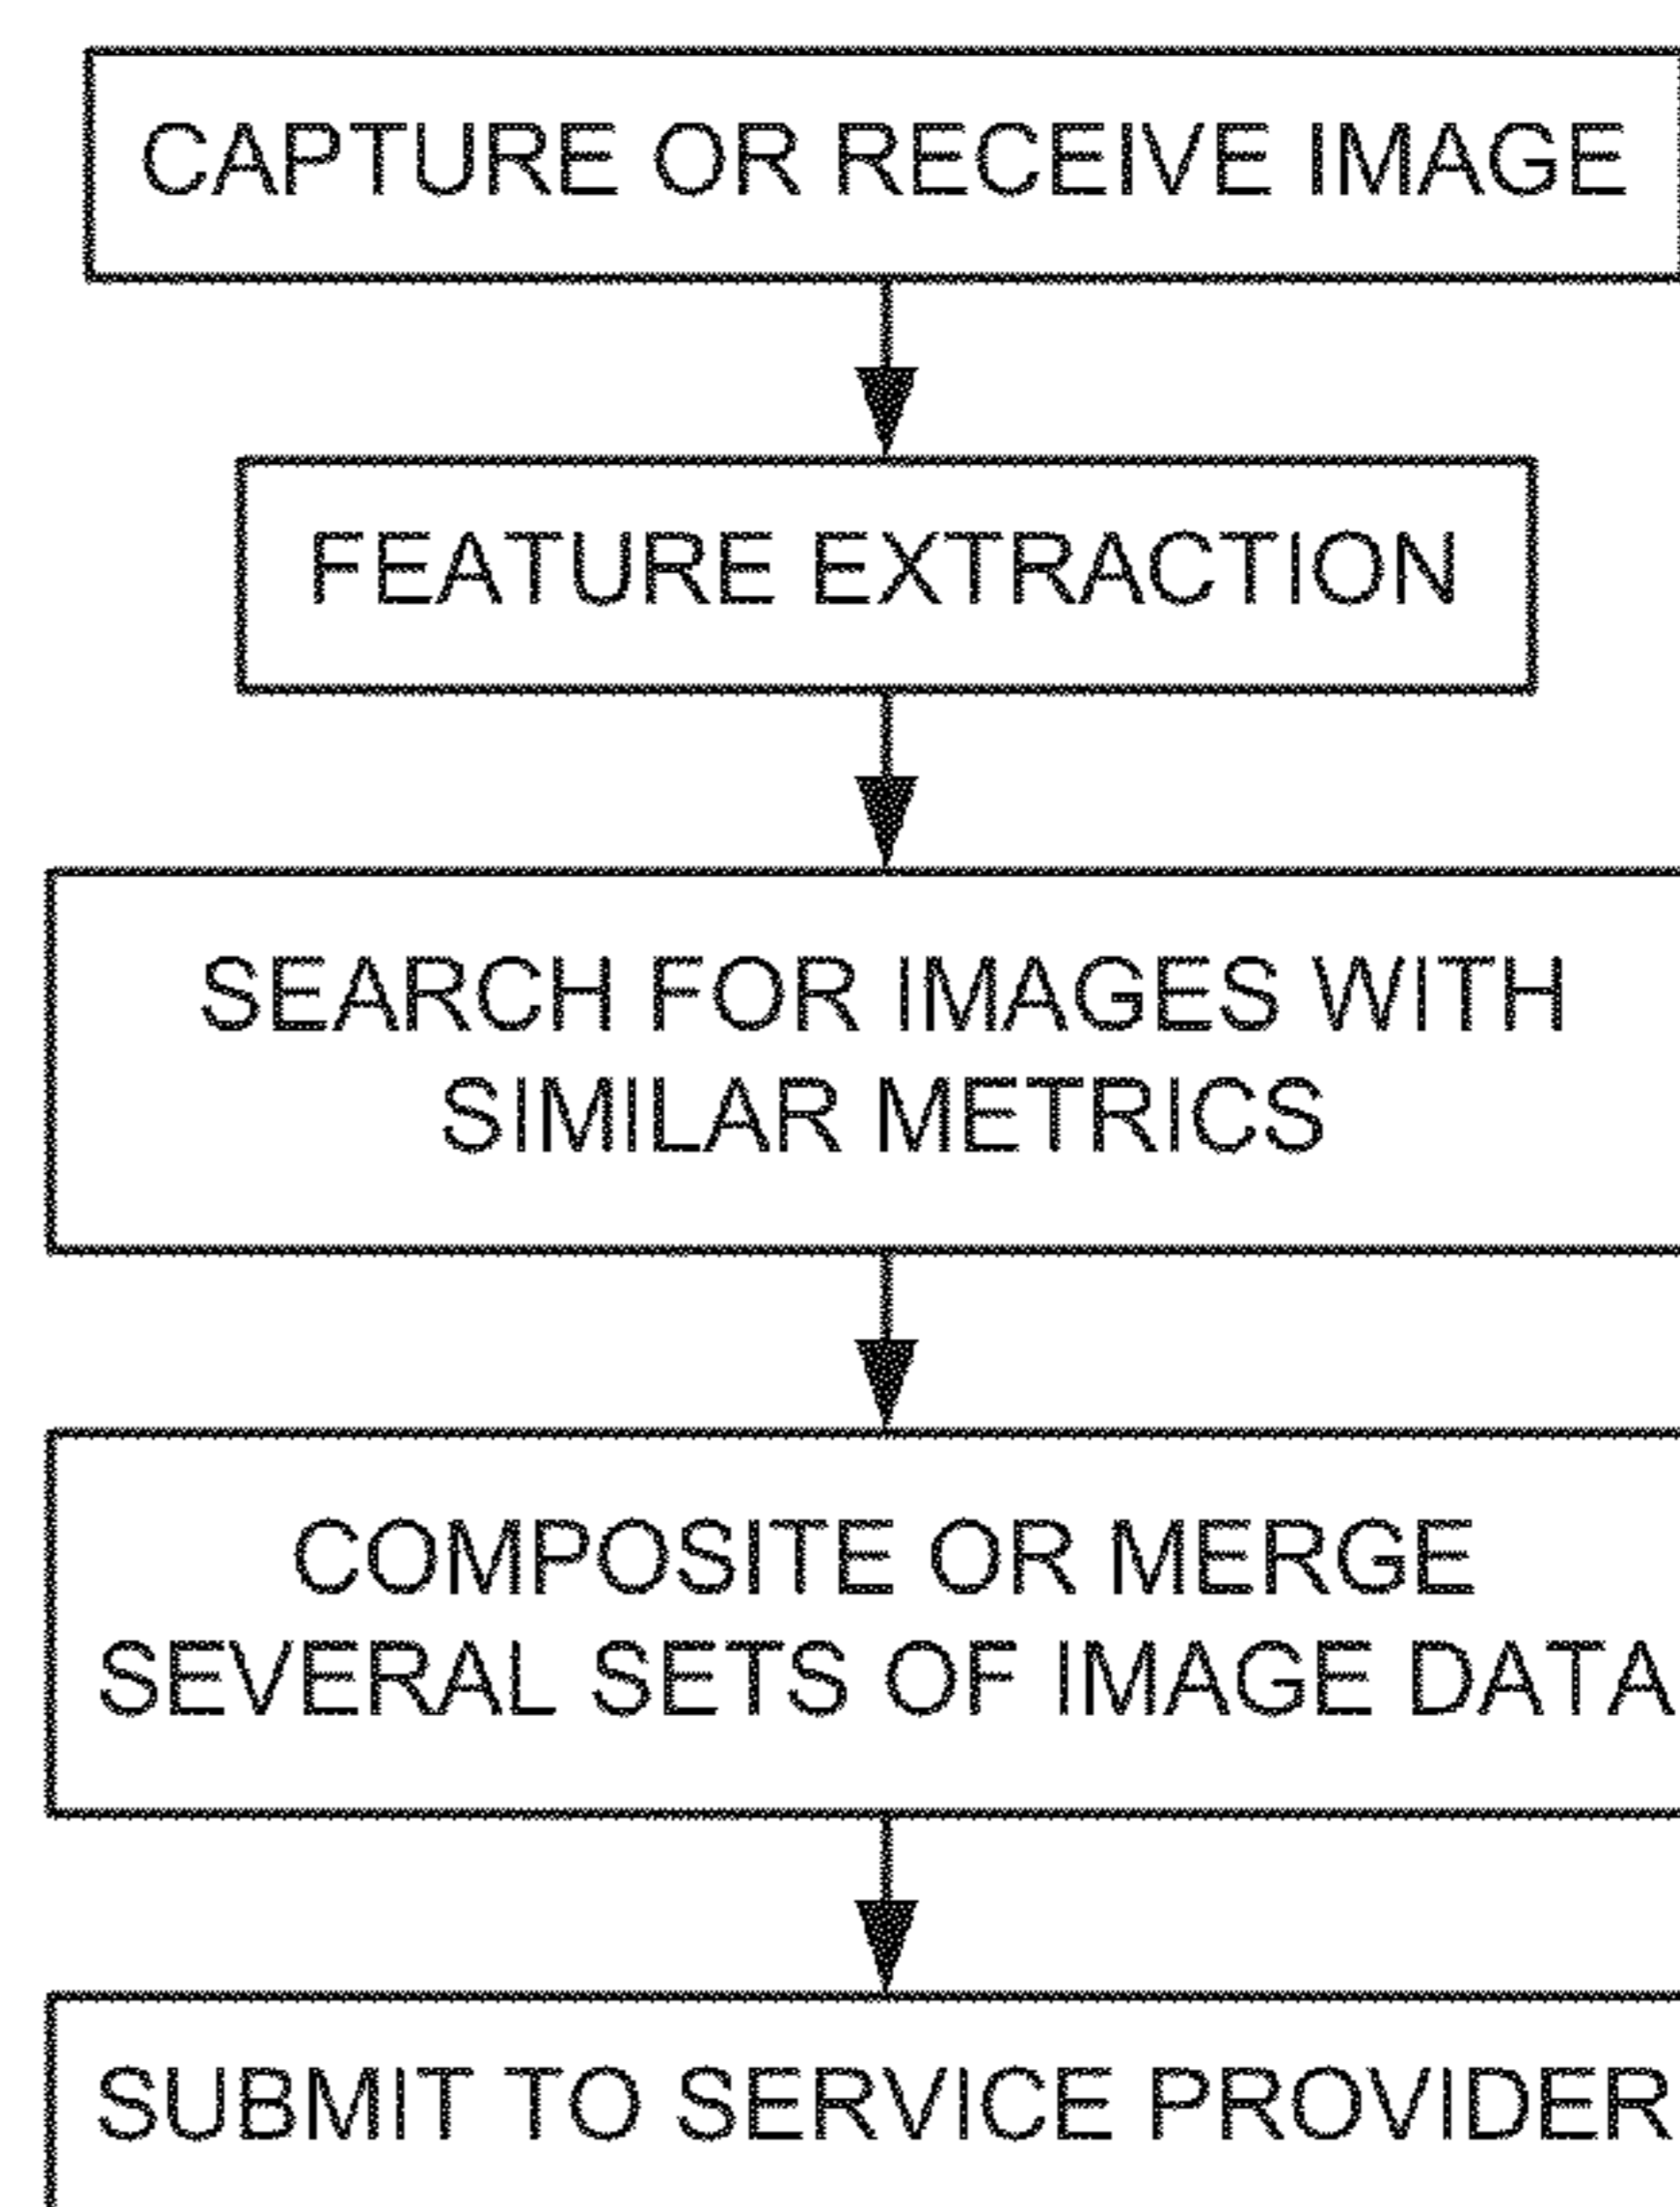 CAPTURE OR RECEIVE IMAGE
FEATURE EXTRACTION
SEARCH FOR IMAGES WITH
SIMILAR METRICS
COMPOSITE OR MERGE
SEVERAL SETS OF IMAGE DATA
SUBMIT TO SERVICE PROVIDER